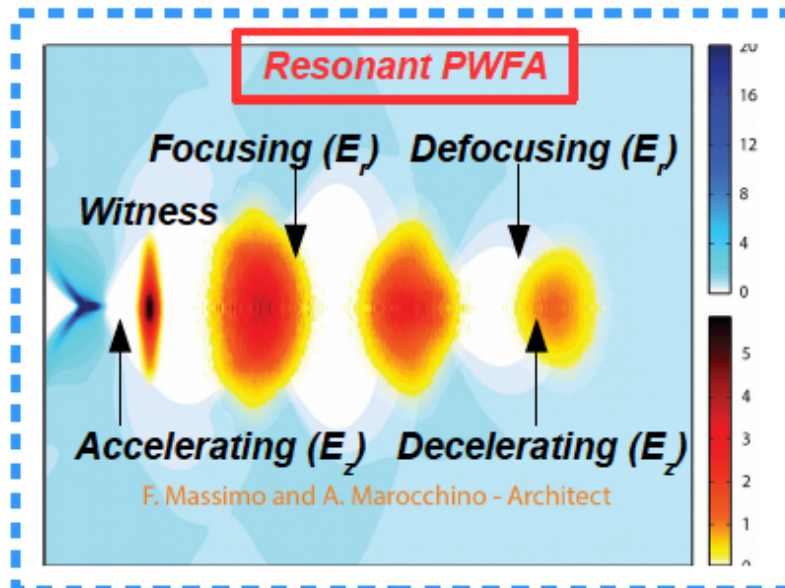 Resonant PWFA
20
Focusing (Er) Defocusing (Er)
16
Witness
12
8
4
0
5
4
Accelerating (Ez) Decelerating (Ez)
3
F. Massimo and A. Marocchino - Architect
2
1
0